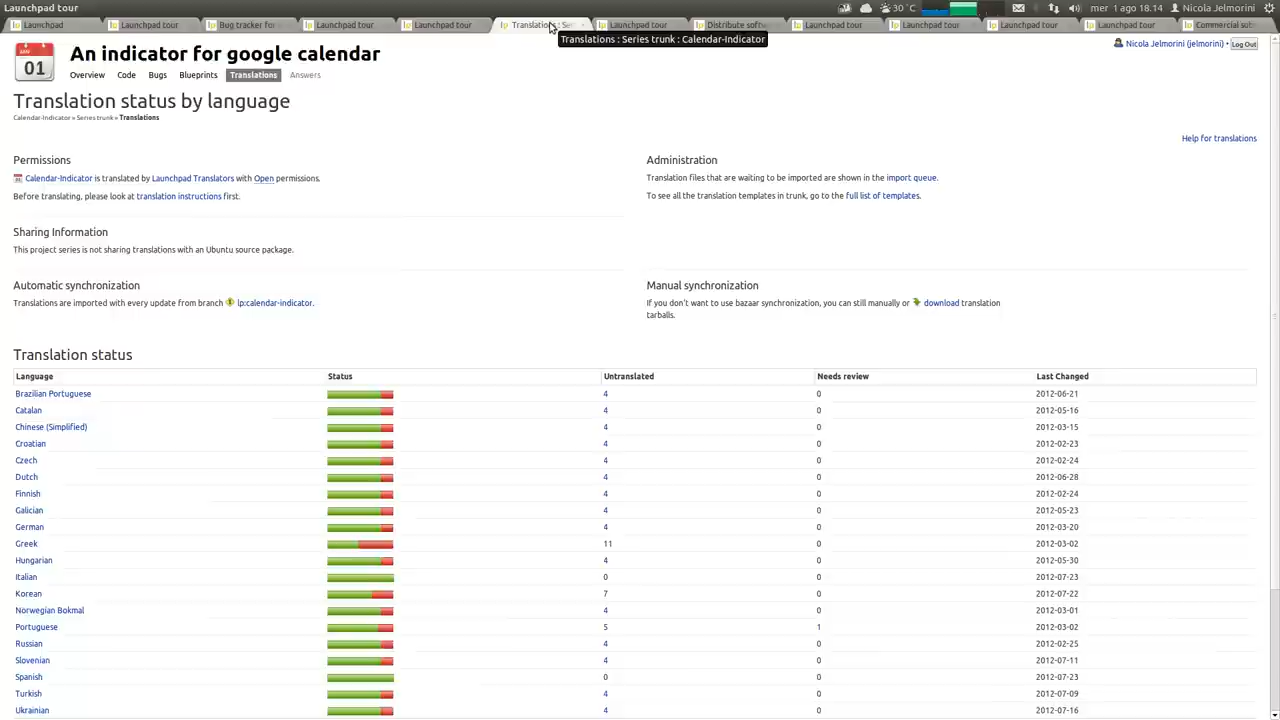 Launchpad tour
30°C
mer 1 ago 18.14
Nicola Jelmorini
Launchpad
Launchpad tour
Bug tracker for
Launchpad tour
Launchpad tour
Translations : Ser
Launchpad tour
Distribute softw
Launchpad tour
Launchpad tour
Launchpad tour
Launchpad tour
Commercial sub
Translations : Series trunk : Calendar-Indicator
01
An indicator for google calendar
Nicola Jelmorini (jelmorini)
Log Out
Overview
Code
Bugs
Blueprints
Translations
Answers
Translation status by language
Calendar-Indicator » Series trunk » Translations
Help for translations
Permissions
Calendar-Indicator is translated by Launchpad Translators with Open permissions.
Before translating, please look at translation instructions first.
Administration
Translation files that are waiting to be imported are shown in the import queue.
To see all the translation templates in trunk, go to the full list of templates.
Sharing Information
This project series is not sharing translations with an Ubuntu source package.
Automatic synchronization
Translations are imported with every update from branch lp:calendar-indicator.
Manual synchronization
If you don't want to use bazaar synchronization, you can still manually or download translation
tarballs.
Translation status
Language Status Untranslated Needs review Last Changed
Brazilian Portuguese 4 0 2012-06-21
Catalan 4 0 2012-05-16
Chinese (Simplified) 4 0 2012-03-15
Croatian 4 0 2012-02-23
Czech 4 0 2012-02-24
Dutch 4 0 2012-06-28
Finnish 4 0 2012-02-24
Galician 4 0 2012-05-23
German 4 0 2012-03-20
Greek 11 0 2012-03-02
Hungarian 4 0 2012-05-30
Italian 0 0 2012-07-23
Korean 7 0 2012-07-22
Norwegian Bokmal 4 0 2012-03-01
Portuguese 5 1 2012-03-02
Russian 4 0 2012-02-25
Slovenian 4 0 2012-07-11
Spanish 0 0 2012-07-23
Turkish 4 0 2012-07-09
Ukrainian 4 0 2012-07-16